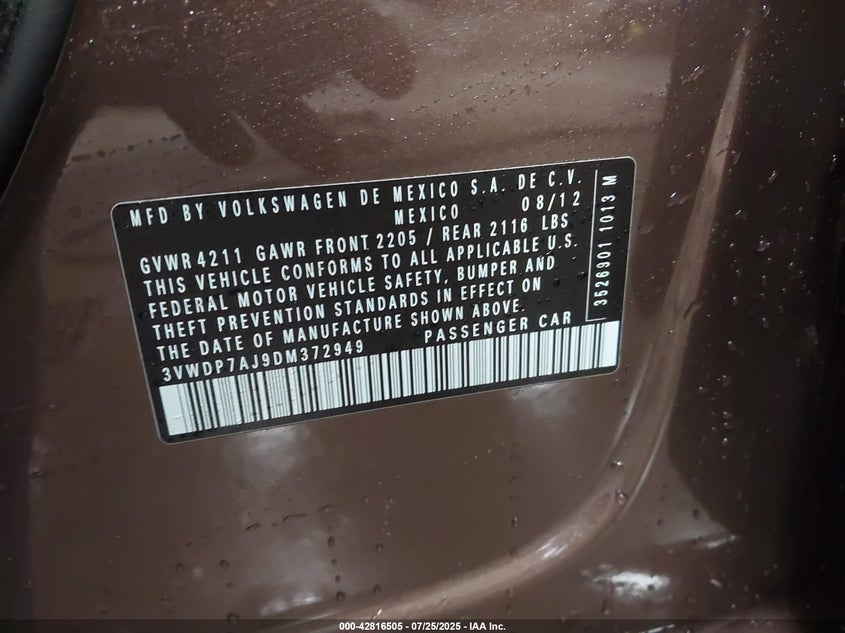 MFD BY VOLKSWAGEN DE MEXICO S.A. DE C.V.
MEXICO 08/12
GVWR 4211 GAWR FRONT 2205 / REAR 2116 LBS
THIS VEHICLE CONFORMS TO ALL APPLICABLE U.S.
FEDERAL MOTOR VEHICLE SAFETY, BUMPER AND
THEFT PREVENTION STANDARDS IN EFFECT ON
THE DATE OF MANUFACTURE SHOWN ABOVE.
3VWDP7AJ9DM372949 PASSENGER CAR
3526901 1013 M
000-42816505 - 07/25/2025 - IAA Inc.